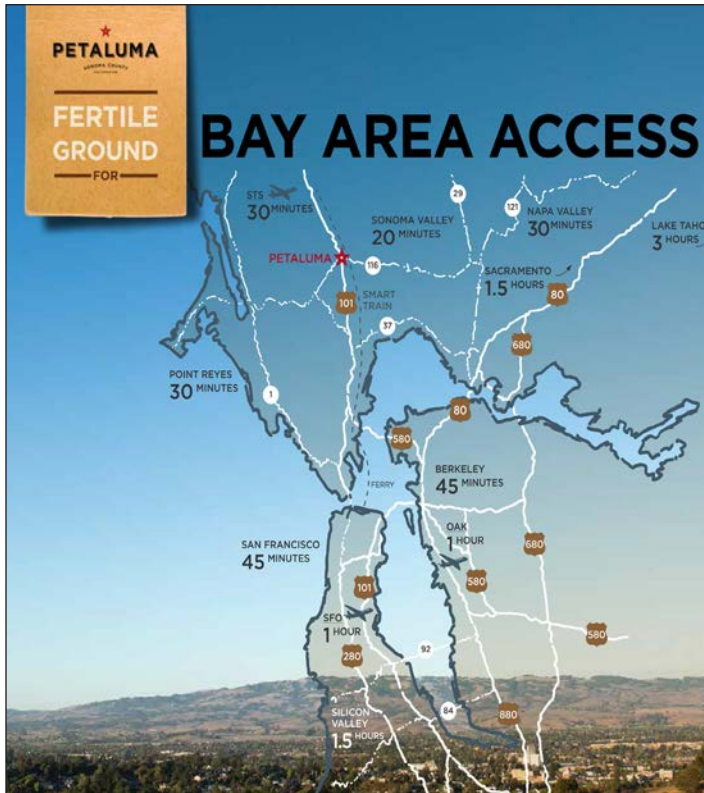 PETALUMA
SONOMA COUNTY
FERTILE
GROUND
FOR
BAY AREA ACCESS
STS
30 MINUTES
SONOMA VALLEY
20 MINUTES
29
121
NAPA VALLEY
30 MINUTES
LAKE TAHO
3 HOURS
PETALUMA
116
SACRAMENTO
1.5 HOURS
80
101
SMART
TRAIN
37
680
POINT REYES
30 MINUTES
1
80
580
BERKELEY
45 MINUTES
FERRY
SAN FRANCISCO
45 MINUTES
OAK
1 HOUR
680
580
101
SFO
1 HOUR
580
280
92
SILICON
VALLEY
1.5 HOURS
84
880